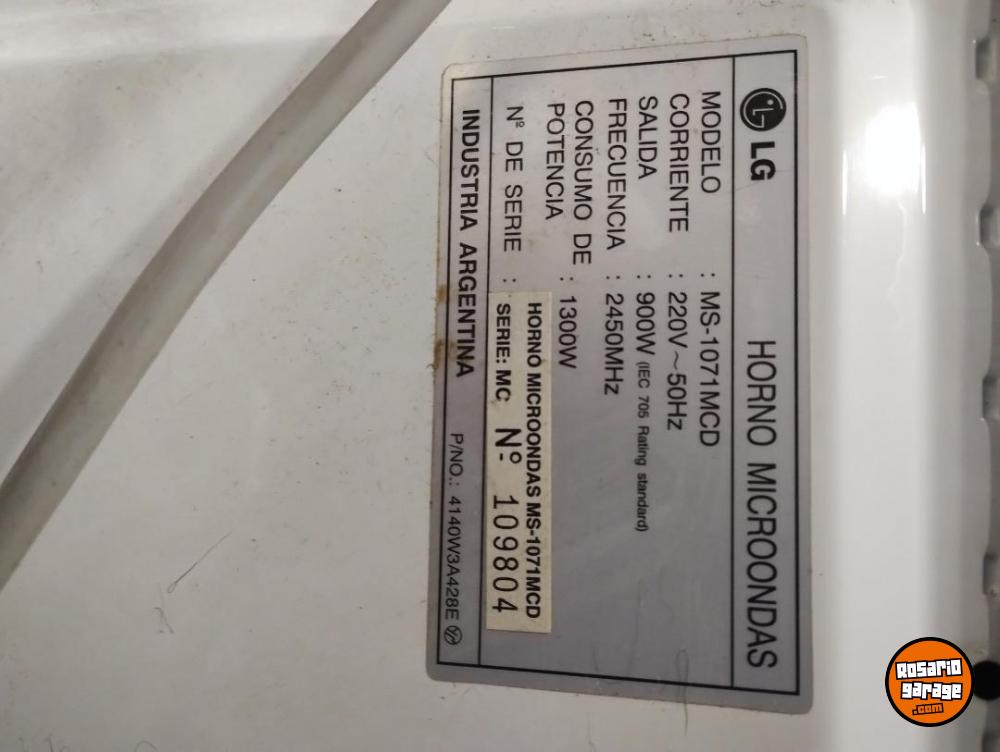 LG HORNO MICROONDAS
MODELO : MS-1071MCD
CORRIENTE : 220V~50Hz
SALIDA : 900W (IEC 705 Rating standard)
FRECUENCIA : 2450MHz
CONSUMO DE
POTENCIA : 1300W
Nº DE SERIE :
HORNO MICROONDAS MS-1071MCD
SERIE: MC Nº 109804
INDUSTRIA ARGENTINA P/NO.: 4140W3A428E
Rosario
garage
.com